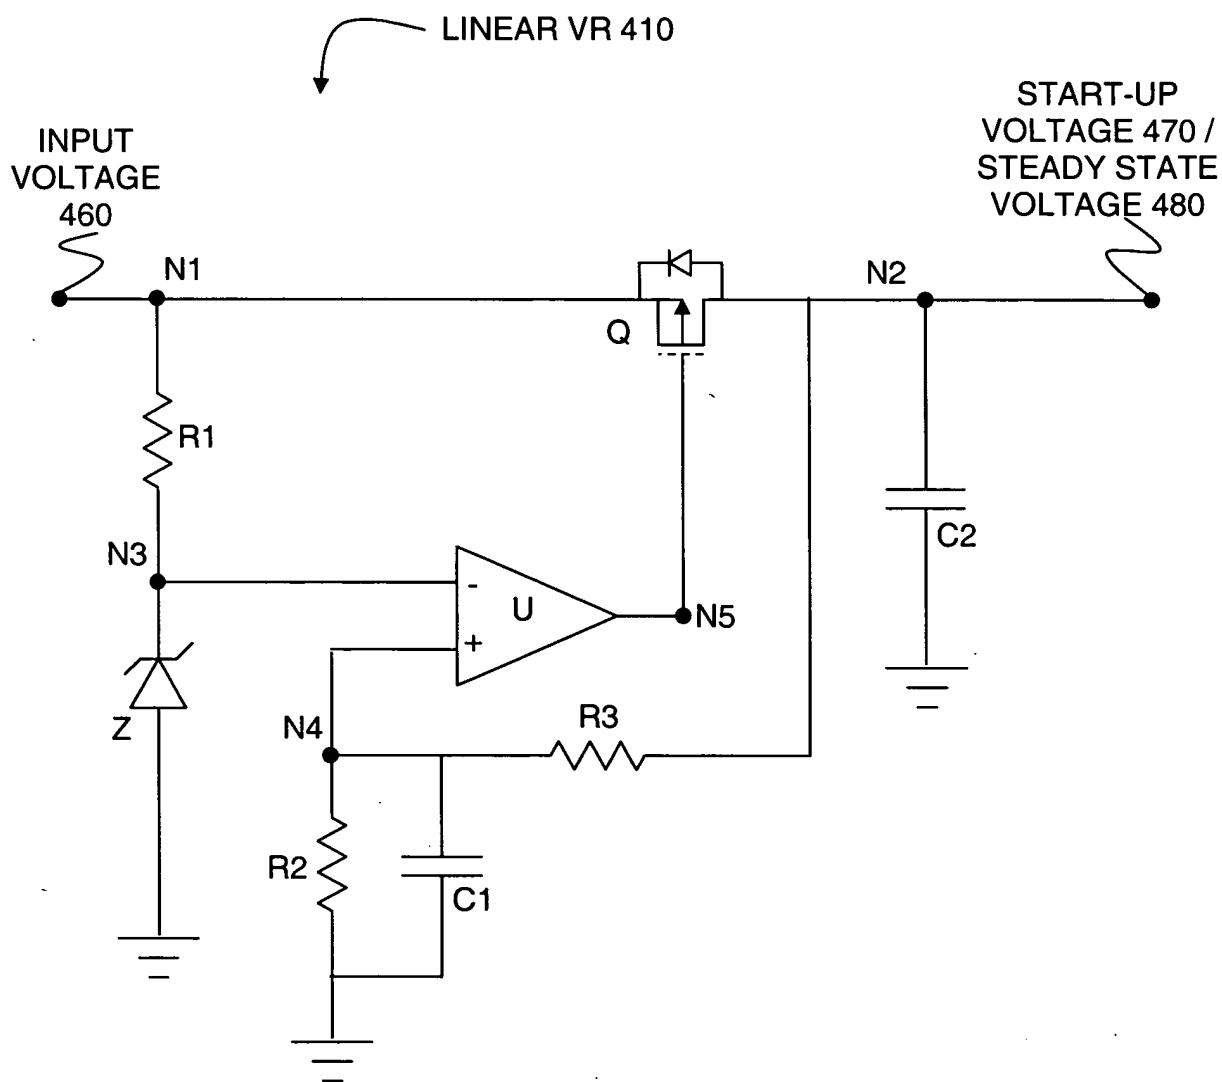 LINEAR VR 410
START-UP
VOLTAGE 470 /
STEADY STATE
VOLTAGE 480
INPUT
VOLTAGE
460
N1
N2
Q
R1
C2
N3
-
U
N5
+
Z
N4
R3
R2
C1